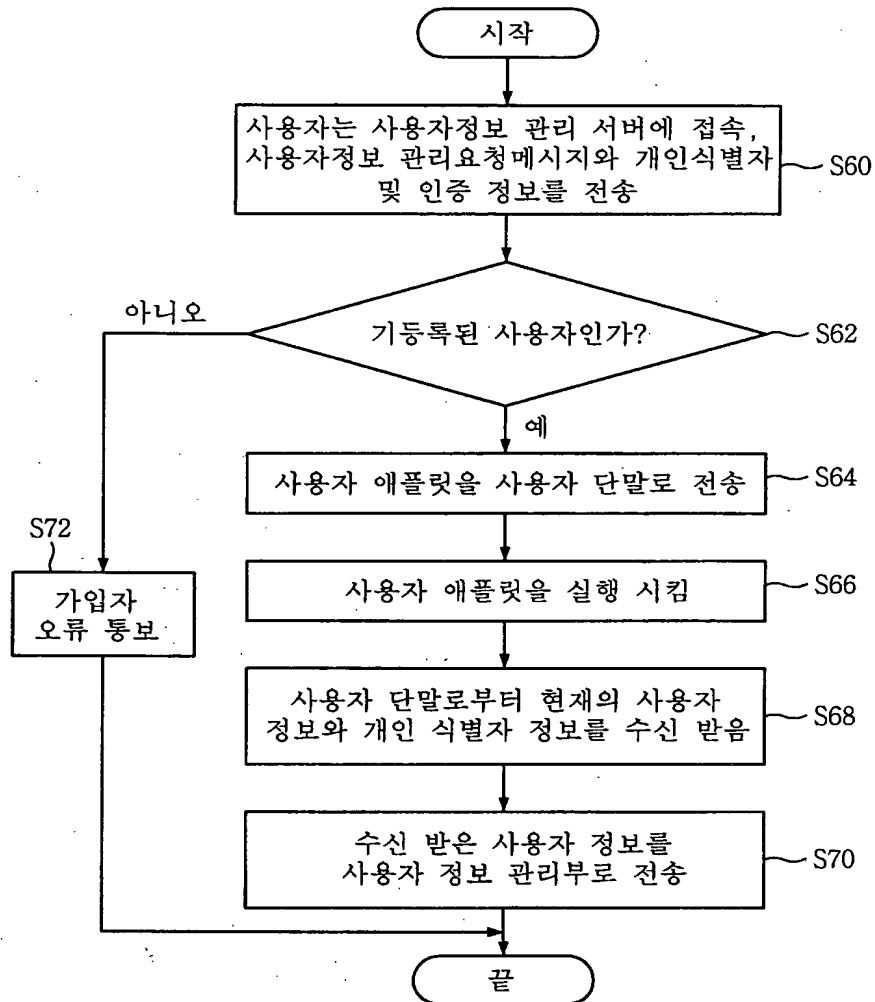 시작
사용자는 사용자정보 관리 서버에 접속,
사용자정보 관리요청메시지와 개인식별자
및 인증 정보를 전송
S60
아니오
기등록된 사용자인가?
S62
예
사용자 애플릿을 사용자 단말로 전송
S64
S72
가입자
오류 통보
사용자 애플릿을 실행 시킴
S66
사용자 단말로부터 현재의 사용자
정보와 개인 식별자 정보를 수신 받음
S68
수신 받은 사용자 정보를
사용자 정보 관리부로 전송
S70
끝